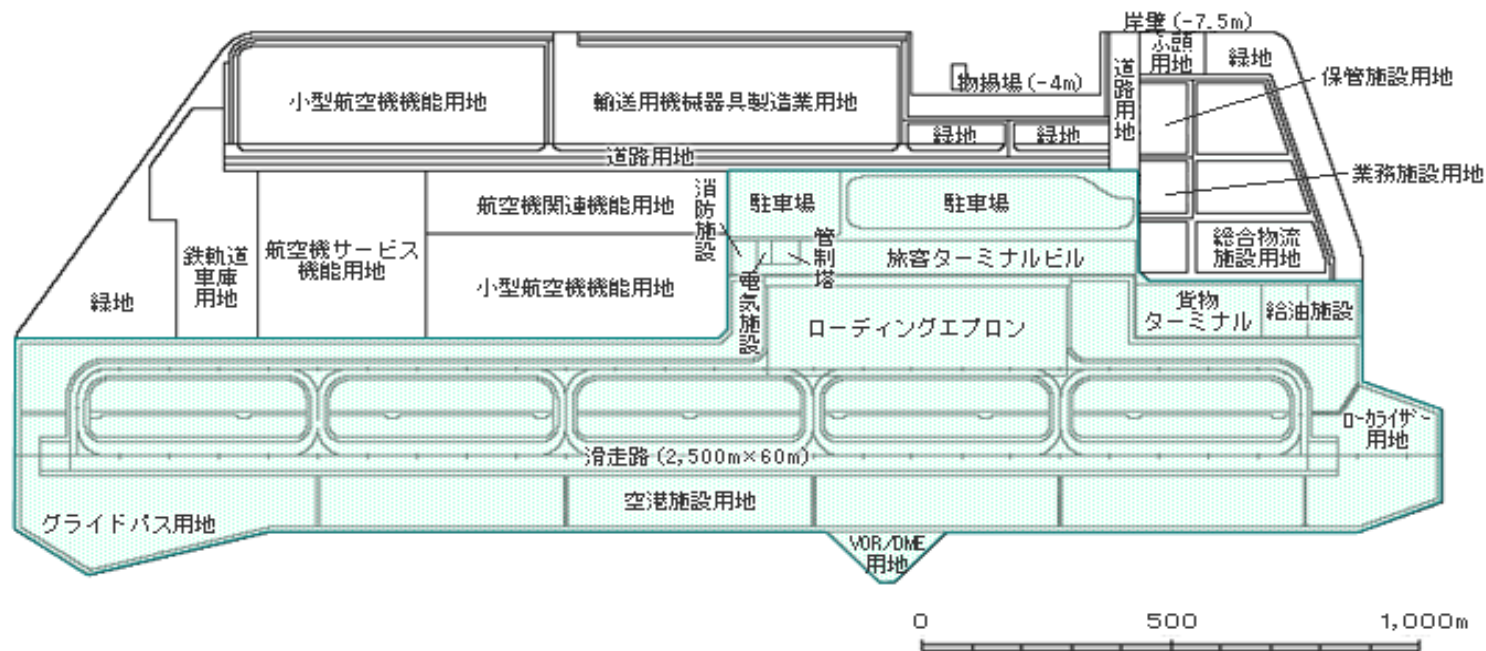 岸壁(-7.5m)
ふ頭
用地
緑地
保管施設用地
道路用地
物揚場(-4m)
小型航空機機能用地
輸送用機械器具製造業用地
緑地
緑地
道路用地
業務施設用地
消防施設
駐車場
駐車場
航空機関連機能用地
総合物流
施設用地
鉄軌道
車庫
用地
航空機サービス
機能用地
管制塔
旅客ターミナルビル
緑地
小型航空機機能用地
電気施設
貨物
ターミナル
給油施設
ローディングエプロン
ローカライザー
用地
滑走路(2,500m×60m)
空港施設用地
グライドパス用地
VOR/DME
用地
0 500 1,000m